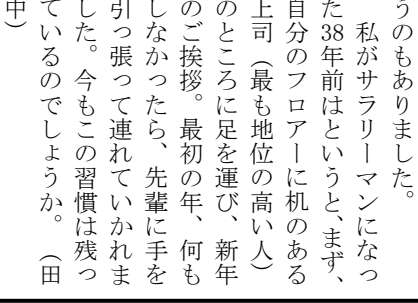 うのもありました。
　私がサラリーマンになっ
た38年前はというと、まず、
自分のフロアーに机のある
上司（最も地位の高い人）
のところに足を運び、新年
のご挨拶。最初の年、何も
しなかったら、先輩に手を
引っ張って連れていかれま
した。今もこの習慣は残っ
ているのでしょうか。　（田
中）